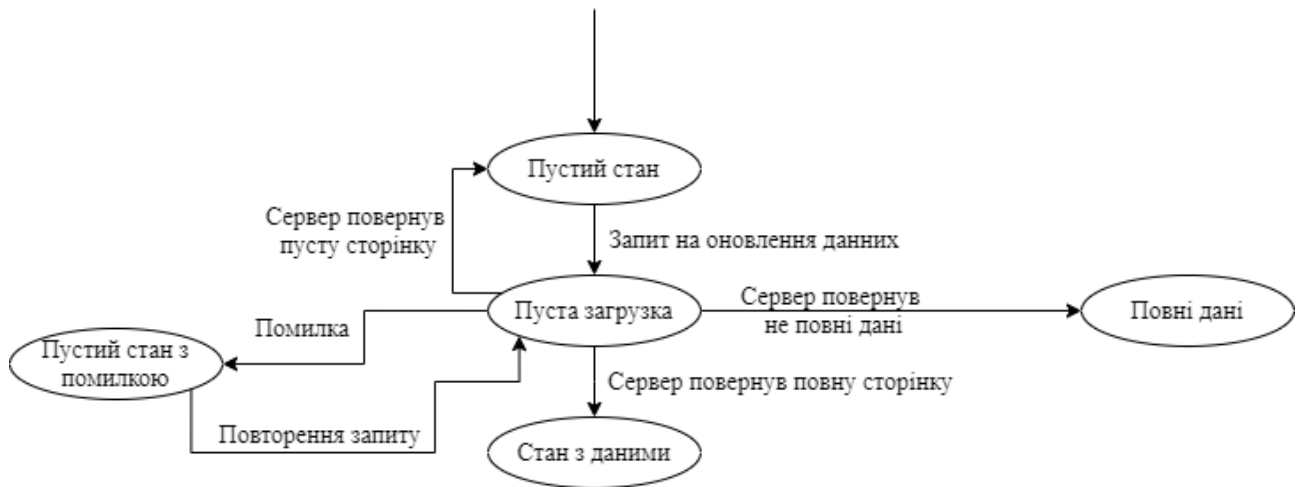 Пустий стан
Сервер повернув
пусту сторінку
Запит на оновлення данних
Пуста загрузка
Сервер повернув
не повні дані
Повні дані
Помилка
Пустий стан з
помилкою
Сервер повернув повну сторінку
Повторення запиту
Стан з даними